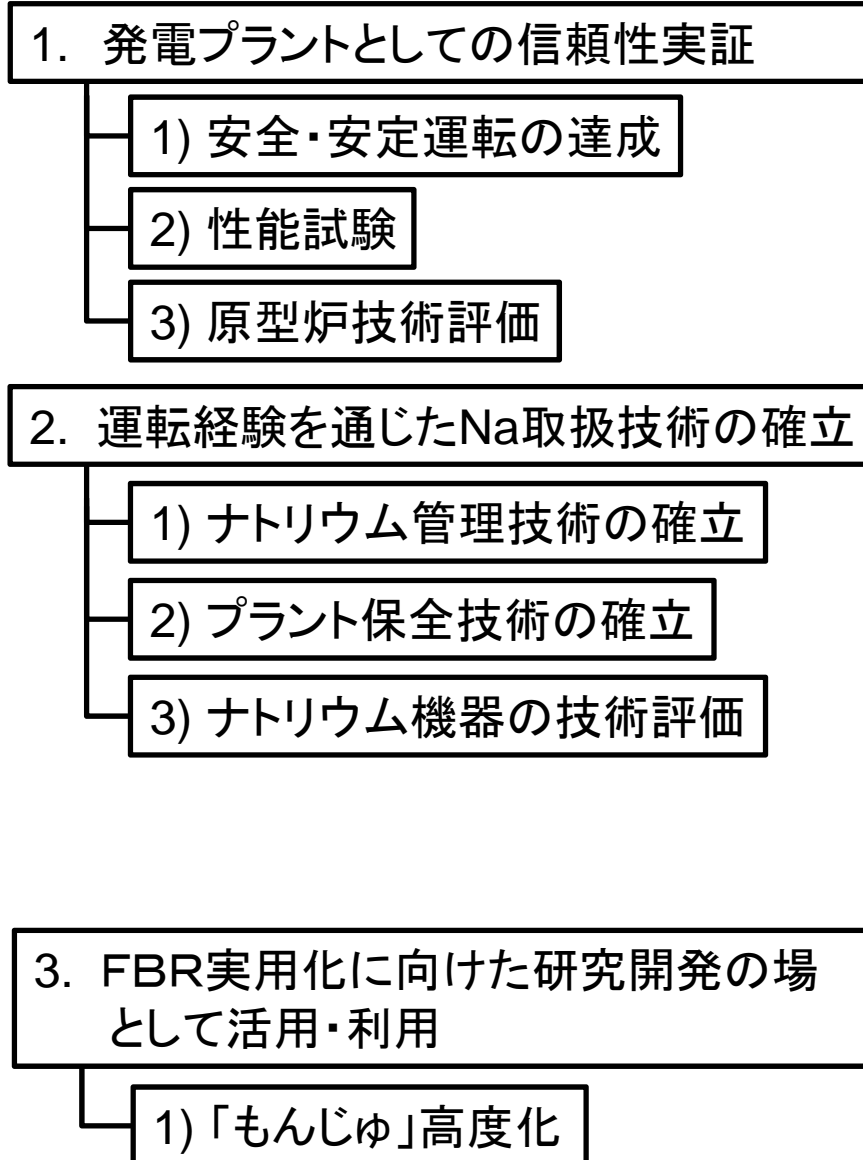 1. 発電プラントとしての信頼性実証
1) 安全・安定運転の達成
2) 性能試験
3) 原型炉技術評価
2. 運転経験を通じたNa取扱技術の確立
1) ナトリウム管理技術の確立
2) プラント保全技術の確立
3) ナトリウム機器の技術評価
3. FBR実用化に向けた研究開発の場
として活用・利用
1) 「もんじゅ」高度化